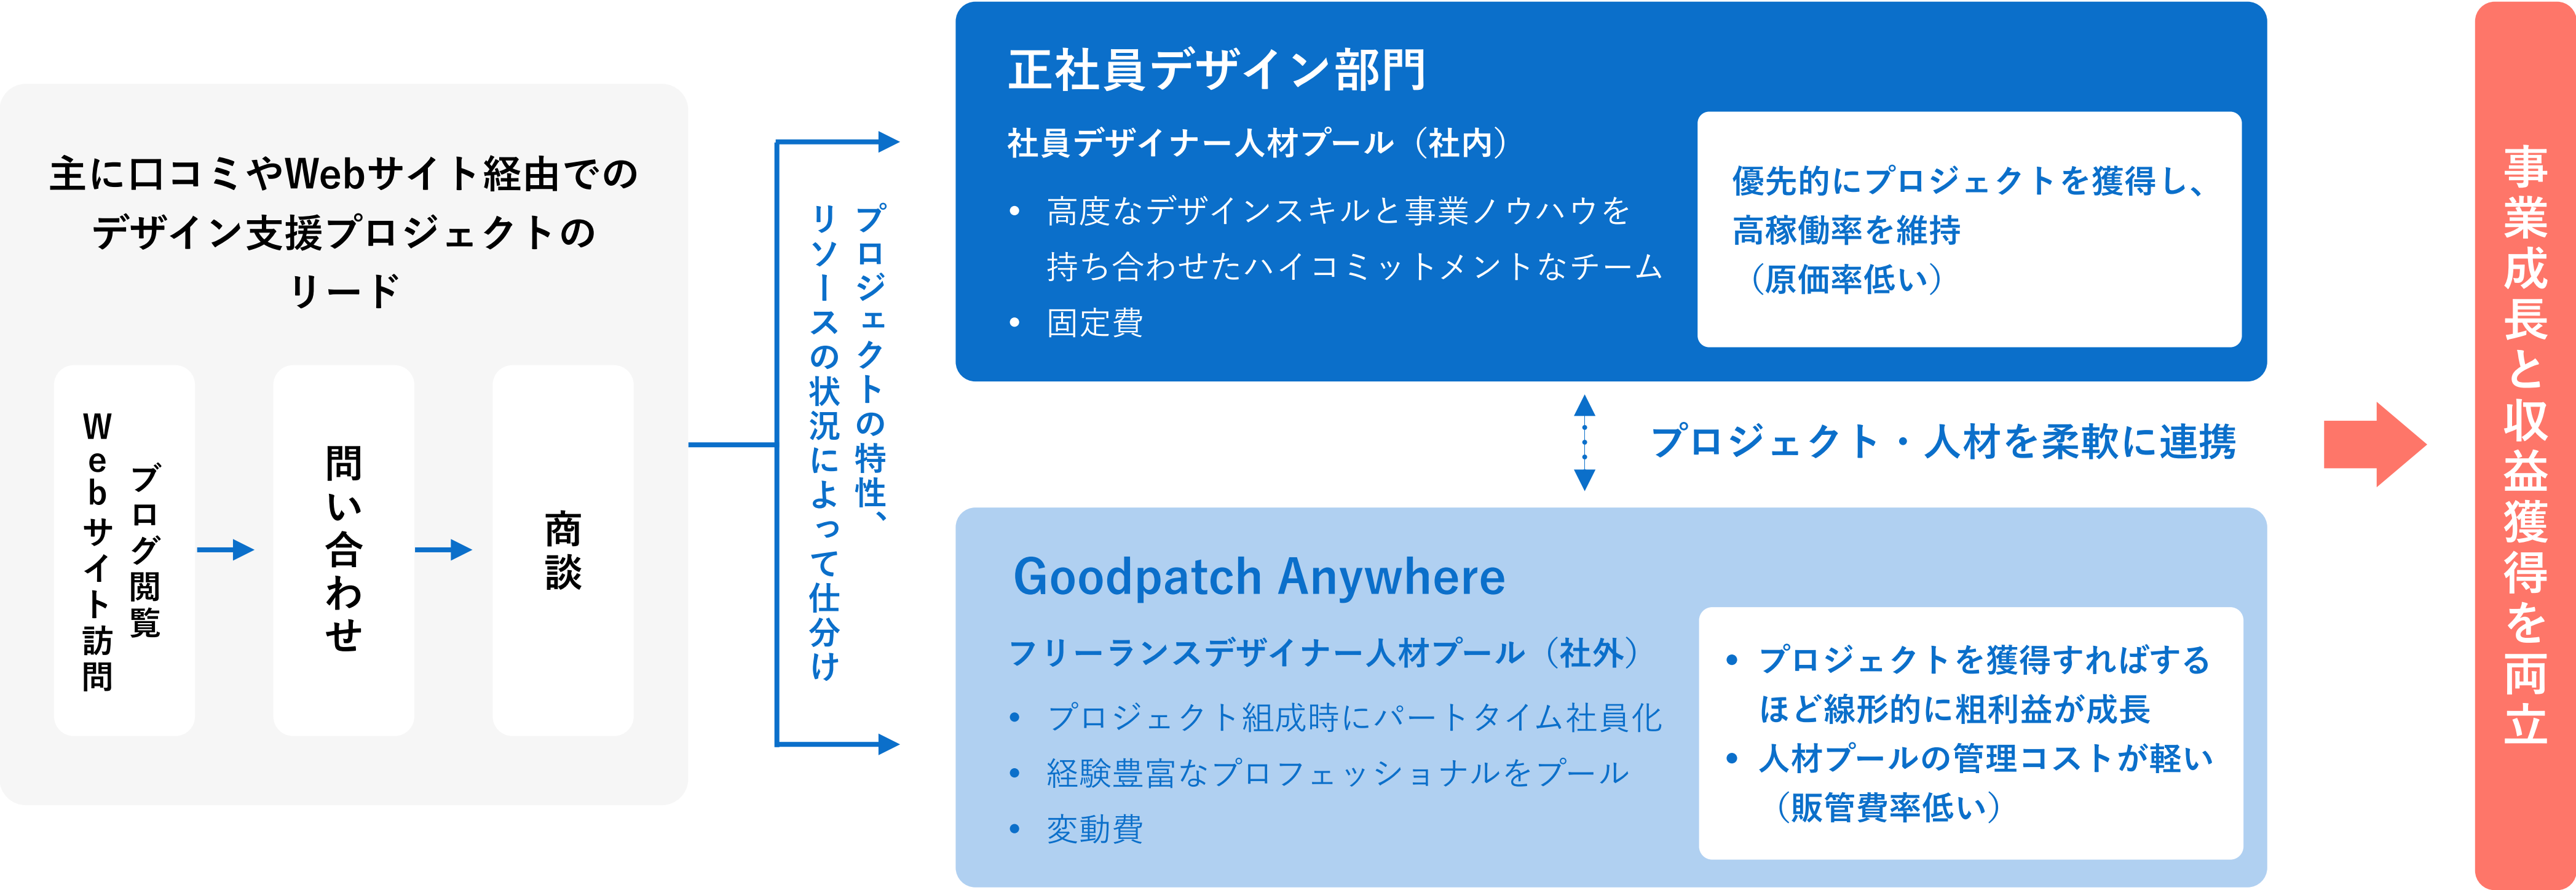 主に口コミやWebサイト経由での
デザイン支援プロジェクトの
リード
ブログ閲覧
Webサイト訪問
問い合わせ
商談
プロジェクトの特性、
リソースの状況によって仕分け
正社員デザイン部門
社員デザイナー人材プール（社内）
• 高度なデザインスキルと事業ノウハウを
持ち合わせたハイコミットメントなチーム
• 固定費
優先的にプロジェクトを獲得し、
高稼働率を維持
（原価率低い）
プロジェクト・人材を柔軟に連携
Goodpatch Anywhere
フリーランスデザイナー人材プール（社外）
• プロジェクト組成時にパートタイム社員化
• 経験豊富なプロフェッショナルをプール
• 変動費
• プロジェクトを獲得すればする
ほど線形的に粗利益が成長
• 人材プールの管理コストが軽い
（販管費率低い）
事業成長と収益獲得を両立